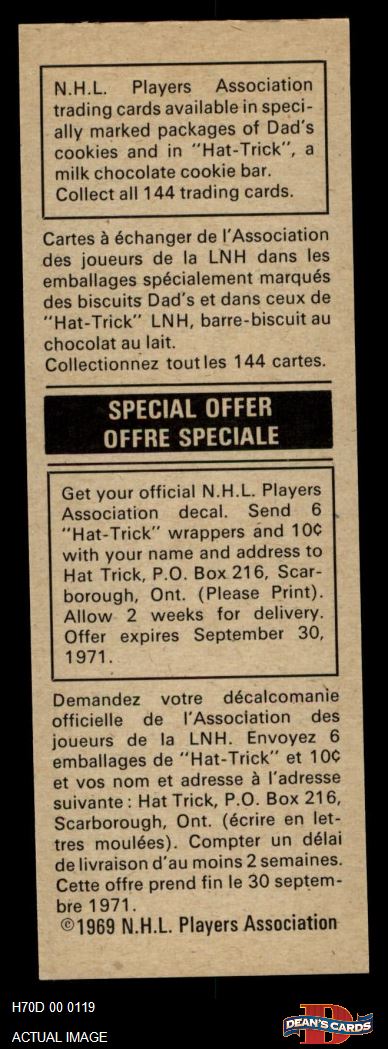 N.H.L. Players Association
trading cards available in speci-
ally marked packages of Dad's
cookies and in "Hat-Trick", a
milk chocolate cookie bar.
Collect all 144 trading cards.
Cartes à échanger de l'Association
des joueurs de la LNH dans les
emballages spécialement marqués
des biscuits Dad's et dans ceux de
"Hat-Trick" LNH, barre-biscuit au
chocolat au lait.
Collectionnez toutles 144 cartes.
SPECIAL OFFER
OFFRE SPECIALE
Get your official N.H.L. Players
Association decal. Send 6
"Hat-Trick" wrappers and 10¢
with your name and address to
Hat Trick, P.O. Box 216, Scar-
borough, Ont. (Please Print).
Allow 2 weeks for delivery.
Offer expires September 30,
1971.
Demandez votre décalcomanie
officielle de l'Association des
joueurs de la LNH. Envoyez 6
emballages de "Hat-Trick" et 10¢
et vos nom et adresse à l'adresse
suivante: Hat Trick, P.O. Box 216,
Scarborough, Ont. (écrire en let-
tres moulées). Compter un délai
de livraison d'au moins 2 semaines.
Cette offre prend fin le 30 septem-
bre 1971.
©1969 N.H.L. Players Association
H70D 00 0119
ACTUAL IMAGE
D
DEAN'S CARDS